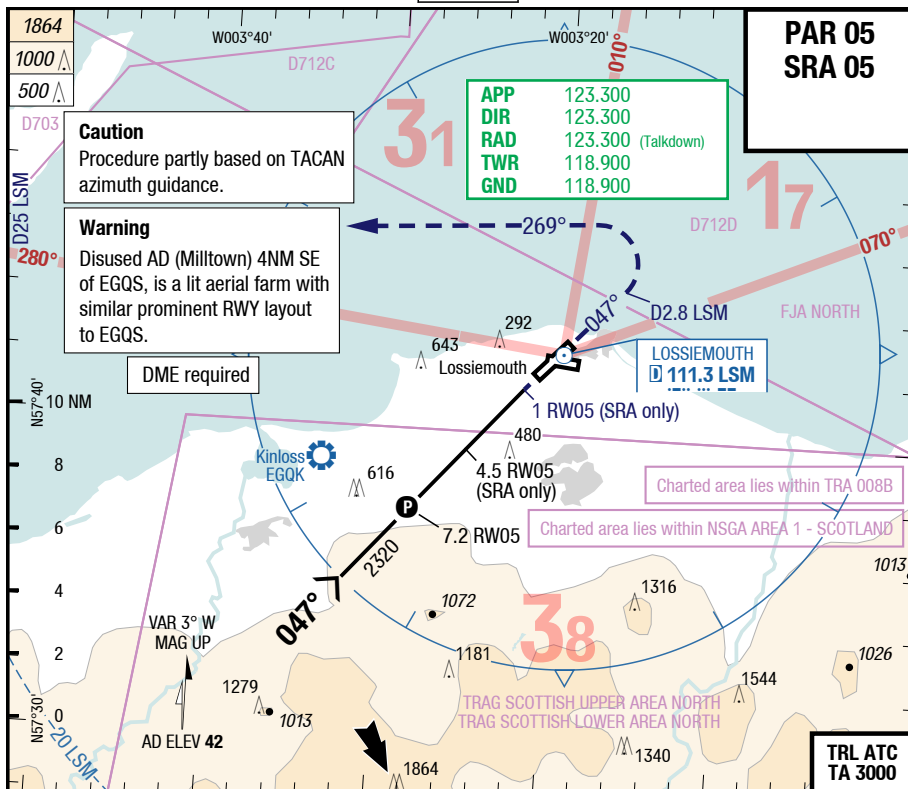 1864
1000
500
W003°40'
W003°20'
010°
PAR 05
SRA 05
D712C
D703
31
APP 123.300
DIR 123.300
RAD 123.300 (Talkdown)
TWR 118.900
GND 118.900
17
Caution
Procedure partly based on TACAN
azimuth guidance.
D25 LSM
Warning
Disused AD (Milltown) 4NM SE
of EGQS, is a lit aerial farm with
similar prominent RWY layout
to EGQS.
269°
D712D
070°
280°
D2.8 LSM
047°
FJA NORTH
292
643
Lossiemouth
LOSSIEMOUTH
D 111.3 LSM
DME required
N57°40'
10 NM
1 RW05 (SRA only)
480
Kinloss
EGQK
8
4.5 RW05
(SRA only)
616
Charted area lies within TRA 008B
6
P
7.2 RW05
Charted area lies within NSGA AREA 1 - SCOTLAND
2320
1013
4
047°
1072
1316
38
VAR 3° W
MAG UP
2
1181
1026
1279
1544
TRAG SCOTTISH UPPER AREA NORTH
TRAG SCOTTISH LOWER AREA NORTH
N57°30'
0
1013
AD ELEV 42
20 LSM
1340
1864
TRL ATC
TA 3000